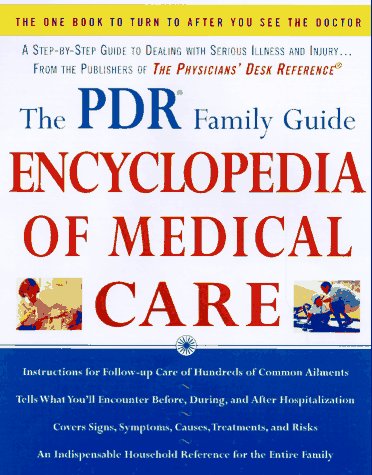 THE ONE BOOK TO TURN TO AFTER YOU SEE THE DOCTOR
A STEP-BY-STEP GUIDE TO DEALING WITH SERIOUS ILLNESS AND INJURY...
FROM THE PUBLISHERS OF THE PHYSICIANS' DESK REFERENCE®
The PDR® Family Guide
ENCYCLOPEDIA
OF MEDICAL
CARE
Instructions for Follow-up Care of Hundreds of Common Ailments
Tells What You'll Encounter Before, During, and After Hospitalization
Covers Signs, Symptoms, Causes, Treatments, and Risks
An Indispensable Household Reference for the Entire Family